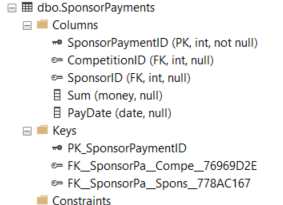 dbo.SponsorPayments
Columns
SponsorPaymentID (PK, int, not null)
CompetitionID (FK, int, null)
SponsorID (FK, int, null)
Sum (money, null)
PayDate (date, null)
Keys
PK_SponsorPaymentID
FK__SponsorPa__Compe__76969D2E
FK__SponsorPa__Spons__778AC167
Constraints